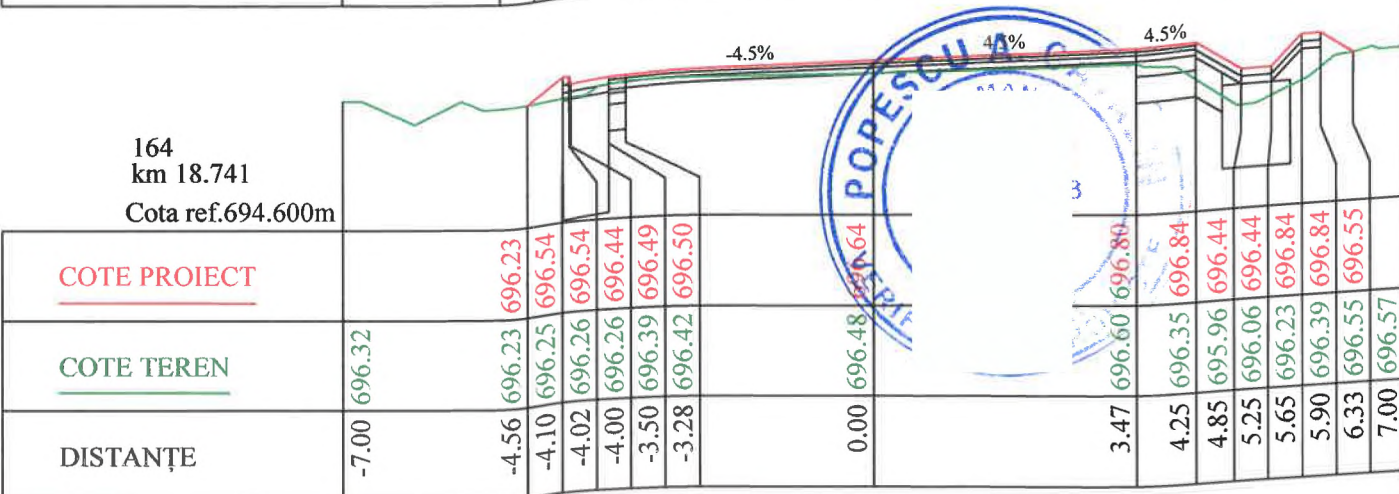 -4.5% 4.5% 4.5%
POPESCU A.
164
km 18.741
Cota ref.694.600m
COTE PROIECT 696.23 696.54 696.54 696.44 696.49 696.50 696.64 696.80 696.84 696.44 696.44 696.84 696.84 696.55
COTE TEREN 696.32 696.23 696.25 696.26 696.26 696.39 696.42 696.48 696.60 696.35 695.96 696.06 696.23 696.39 696.55 696.57
DISTANȚE -7.00 -4.56 -4.10 -4.02 -4.00 -3.50 -3.28 0.00 3.47 4.25 4.85 5.25 5.65 5.90 6.33 7.00